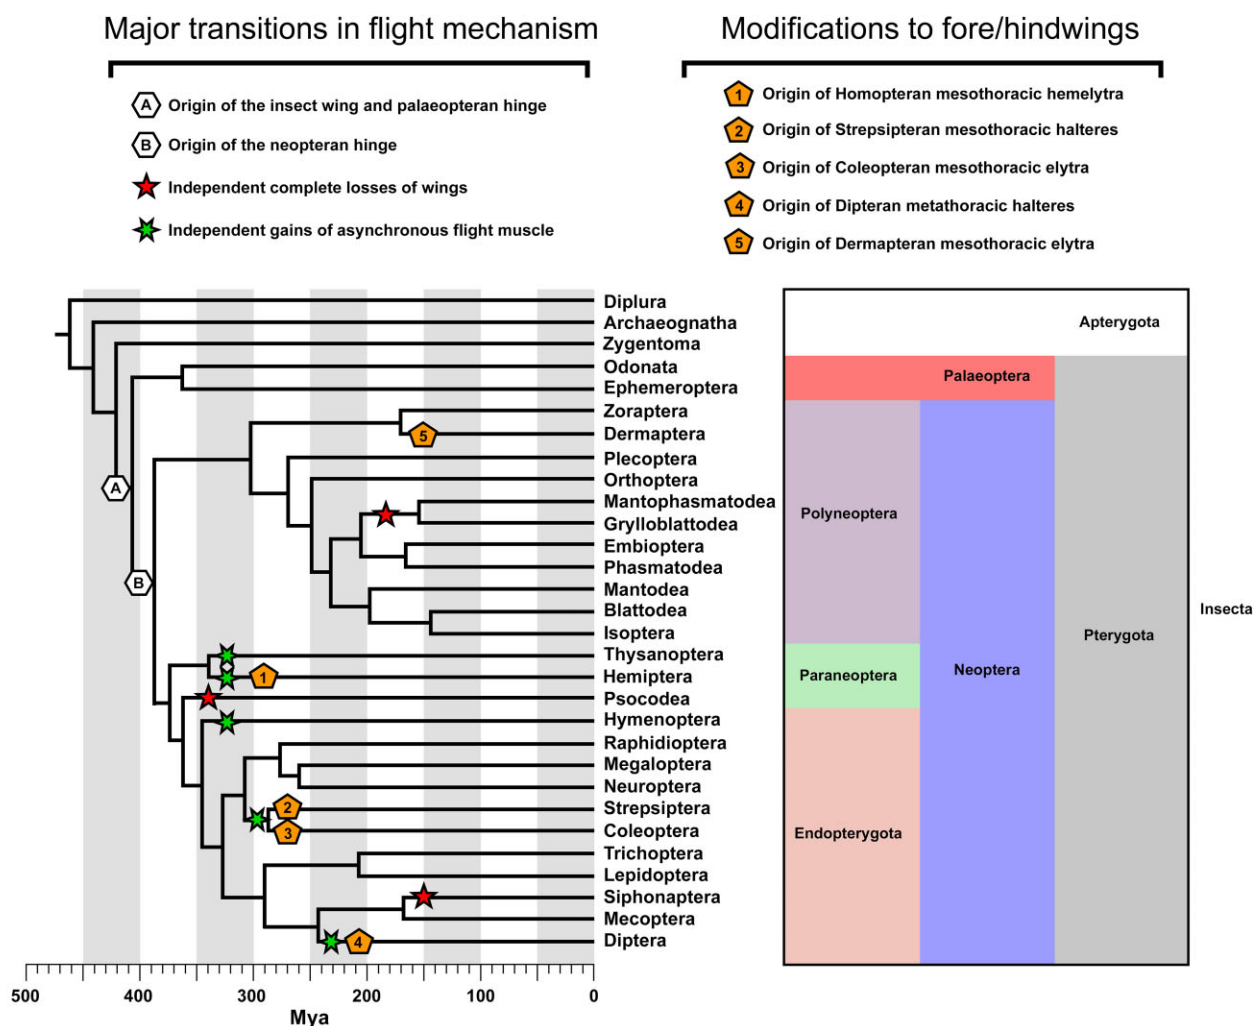 Major transitions in flight mechanism
A Origin of the insect wing and palaeopteran hinge
B Origin of the neopteran hinge
Independent complete losses of wings
Independent gains of asynchronous flight muscle
Modifications to fore/hindwings
1 Origin of Homopteran mesothoracic hemelytra
2 Origin of Strepsipteran mesothoracic halteres
3 Origin of Coleopteran mesothoracic elytra
4 Origin of Dipteran metathoracic halteres
5 Origin of Dermapteran mesothoracic elytra
Diplura
Archaeognatha
Zygentoma
Odonata
Ephemeroptera
Zoraptera
5 Dermaptera
Plecoptera
Orthoptera
A
Mantophasmatodea
Grylloblattodea
Embioptera
Phasmatodea
B
Mantodea
Blattodea
Isoptera
Thysanoptera
1 Hemiptera
Psocodea
Hymenoptera
Raphidioptera
Megaloptera
Neuroptera
2 Strepsiptera
3 Coleoptera
Trichoptera
Lepidoptera
Siphonaptera
Mecoptera
4 Diptera
500 400 300 200 100 0
Mya
Apterygota
Palaeoptera
Polyneoptera
Paraneoptera
Endopterygota
Neoptera
Pterygota
Insecta